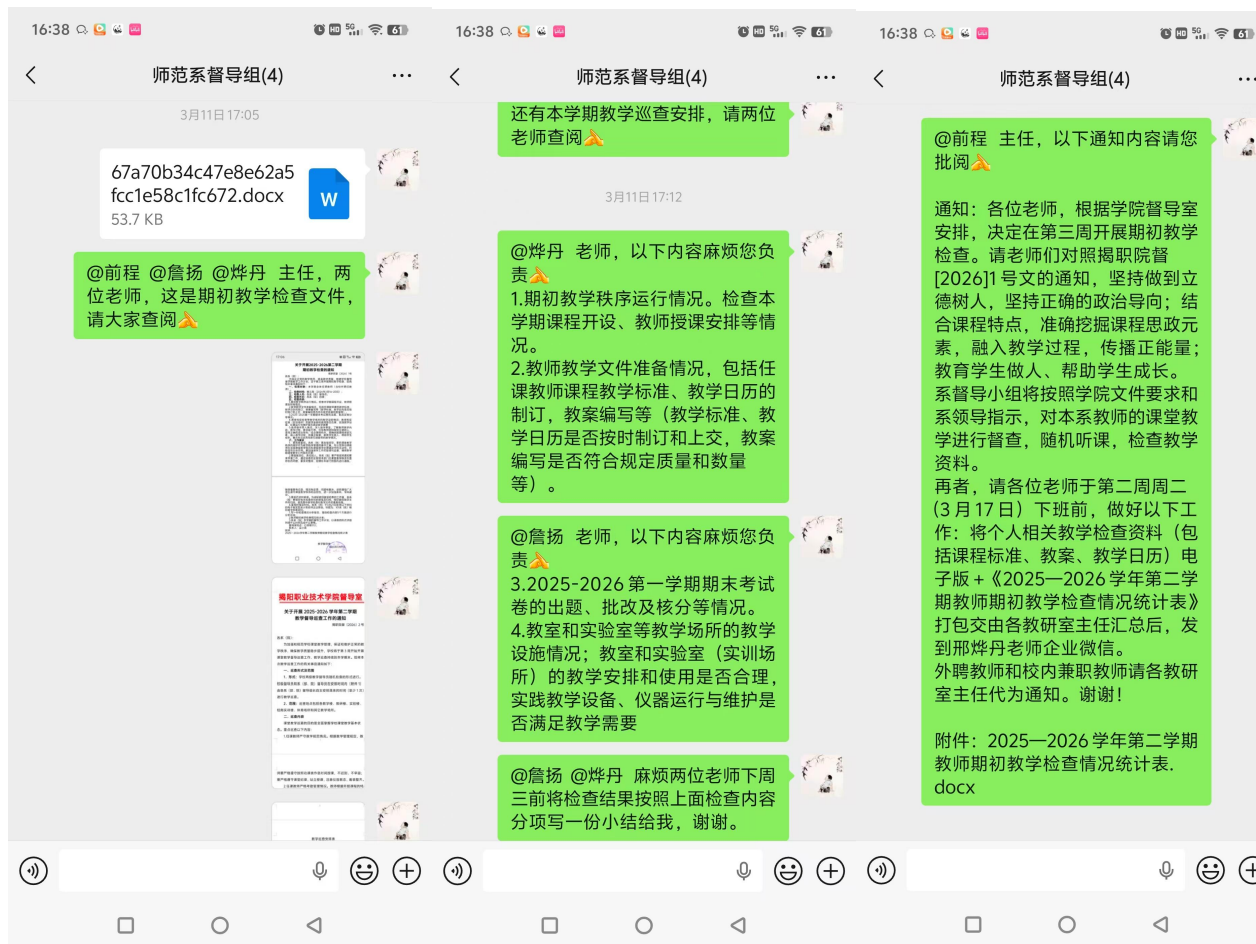 16:38
HD 5G 61
师范系督导组(4)
3月11日 17:05
67a70b34c47e8e62a5
fcc1e58c1fc672.docx
W
53.7 KB
@前程 @詹扬 @烨丹 主任，两
位老师，这是期初教学检查文件，
请大家查阅
关于开展2025-2026第二学期
期初教学检查的通知
揭阳职业技术学院督导室
关于开展 2025-2026 学年第二学期
教学督导巡查工作的通知
16:38
HD 5G 61
师范系督导组(4)
还有本学期教学巡查安排，请两位
老师查阅
3月11日 17:12
@烨丹 老师，以下内容麻烦您负
责
1.期初教学秩序运行情况。检查本
学期课程开设、教师授课安排等情
况。
2.教师教学文件准备情况，包括任
课教师课程教学标准、教学日历的
制订，教案编写等（教学标准、教
学日历是否按时制订和上交，教案
编写是否符合规定质量和数量
等）。
@詹扬 老师，以下内容麻烦您负
责
3.2025-2026 第一学期期末考试
卷的出题、批改及核分等情况。
4.教室和实验室等教学场所的教学
设施情况；教室和实验室（实训场
所）的教学安排和使用是否合理，
实践教学设备、仪器运行与维护是
否满足教学需要
@詹扬 @烨丹 麻烦两位老师下周
三前将检查结果按照上面检查内容
分项写一份小结给我，谢谢。
16:38
HD 5G 61
师范系督导组(4)
@前程 主任，以下通知内容请您
批阅
通知：各位老师，根据学院督导室
安排，决定在第三周开展期初教学
检查。请老师们对照揭职院督
[2026]1 号文的通知，坚持做到立
德树人，坚持正确的政治导向；结
合课程特点，准确挖掘课程思政元
素，融入教学过程，传播正能量；
教育学生做人、帮助学生成长。
系督导小组将按照学院文件要求和
系领导指示，对本系教师的课堂教
学进行督查，随机听课，检查教学
资料。
再者，请各位老师于第二周周二
(3 月 17日）下班前，做好以下工
作：将个人相关教学检查资料（包
括课程标准、教案、教学日历）电
子版 +《2025—2026 学年第二学
期教师期初教学检查情况统计表》
打包交由各教研室主任汇总后，发
到邢烨丹老师企业微信。
外聘教师和校内兼职教师请各教研
室主任代为通知。谢谢！
附件：2025—2026 学年第二学期
教师期初教学检查情况统计表.
docx